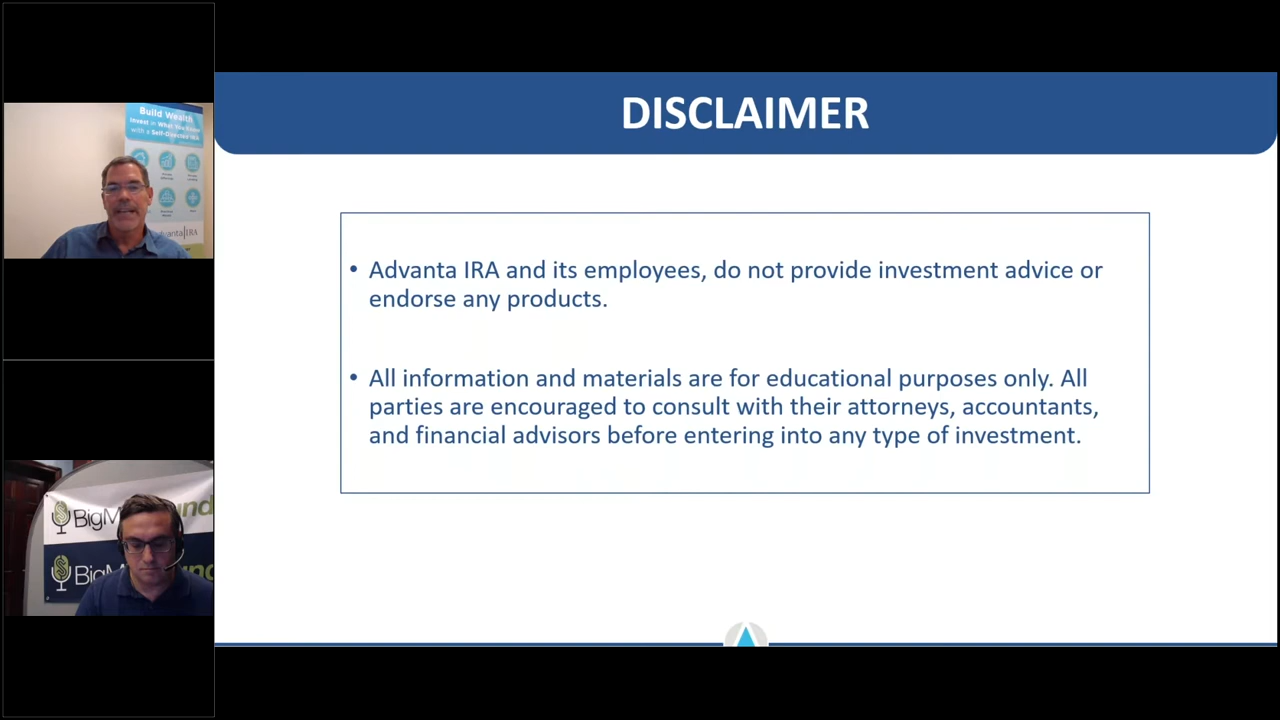 Build Wealth
Invest in What You Know
with a Self-Directed IRA
DISCLAIMER
• Advanta IRA and its employees, do not provide investment advice or
endorse any products.
• All information and materials are for educational purposes only. All
parties are encouraged to consult with their attorneys, accountants,
and financial advisors before entering into any type of investment.